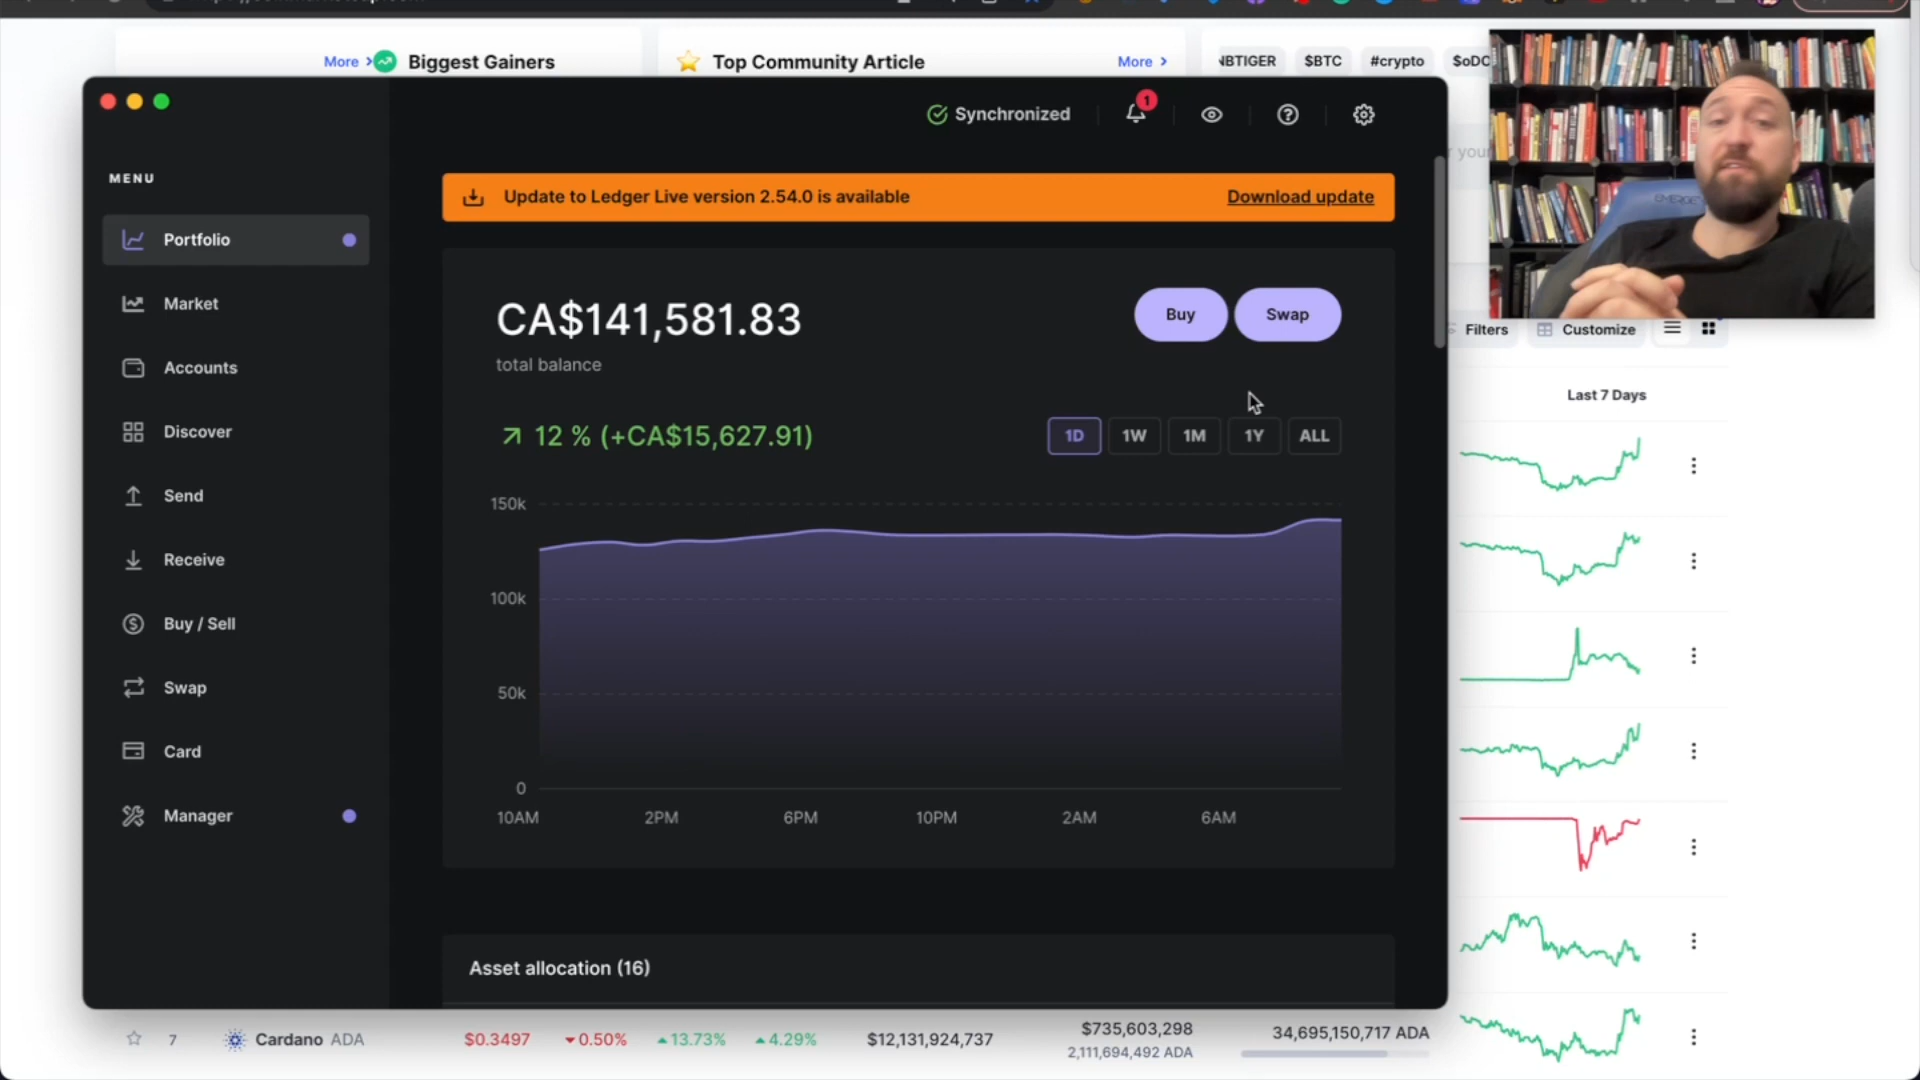 More >
Biggest Gainers
Top Community Article
More >
$BTC
#crypto
Synchronized
1
MENU
Update to Ledger Live version 2.54.0 is available
Download update
Portfolio
Market
Accounts
Discover
Send
Receive
Buy / Sell
Swap
Card
Manager
CA$141,581.83
total balance
Buy
Swap
12 % (+CA$15,627.91)
1D
1W
1M
1Y
ALL
150k
100k
50k
0
10AM
2PM
6PM
10PM
2AM
6AM
Asset allocation (16)
Filters
Customize
Last 7 Days
7
Cardano ADA
$0.3497
0.50%
13.73%
4.29%
$12,131,924,737
$735,603,298
2,111,694,492 ADA
34,695,150,717 ADA